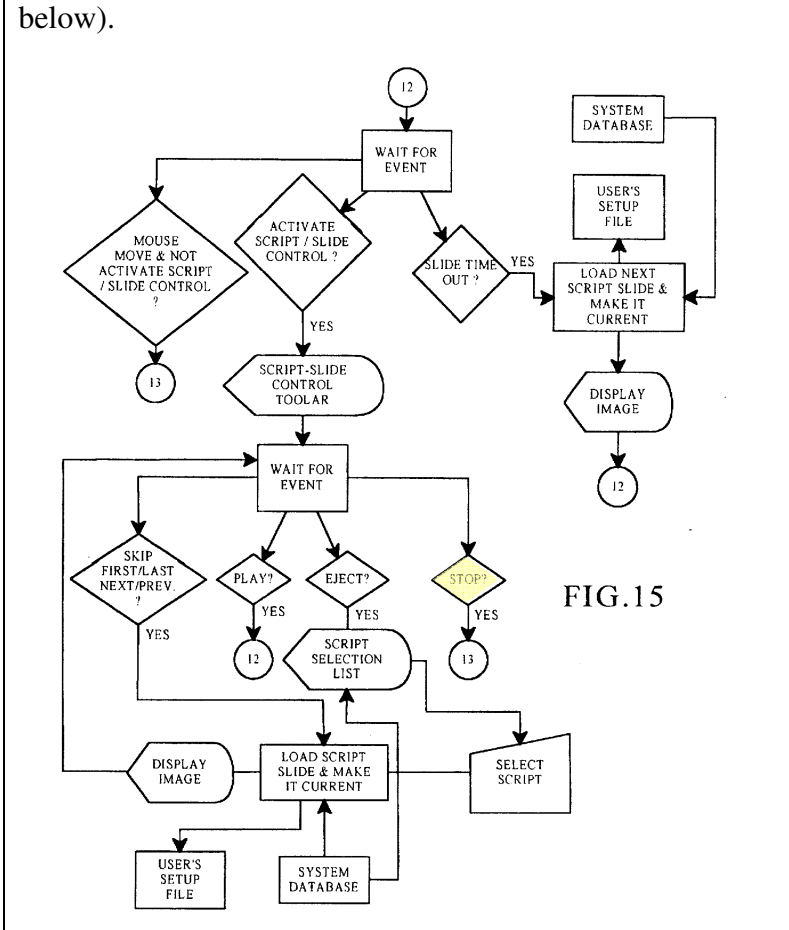 below).
12
WAIT FOR
EVENT
SYSTEM
DATABASE
USER'S
SETUP
FILE
MOUSE
MOVE & NOT
ACTIVATE SCRIPT
/ SLIDE CONTROL
?
ACTIVATE
SCRIPT / SLIDE
CONTROL ?
SLIDE TIME
OUT ?
YES
LOAD NEXT
SCRIPT SLIDE &
MAKE IT
CURRENT
YES
13
SCRIPT-SLIDE
CONTROL
TOOLAR
DISPLAY
IMAGE
12
WAIT FOR
EVENT
SKIP
FIRST/LAST
NEXT/PREV.
?
PLAY?
EJECT?
STOP?
FIG.15
YES
YES
YES
YES
12
SCRIPT
SELECTION
LIST
13
DISPLAY
IMAGE
LOAD SCRIPT
SLIDE & MAKE
IT CURRENT
SELECT
SCRIPT
USER'S
SETUP
FILE
SYSTEM
DATABASE